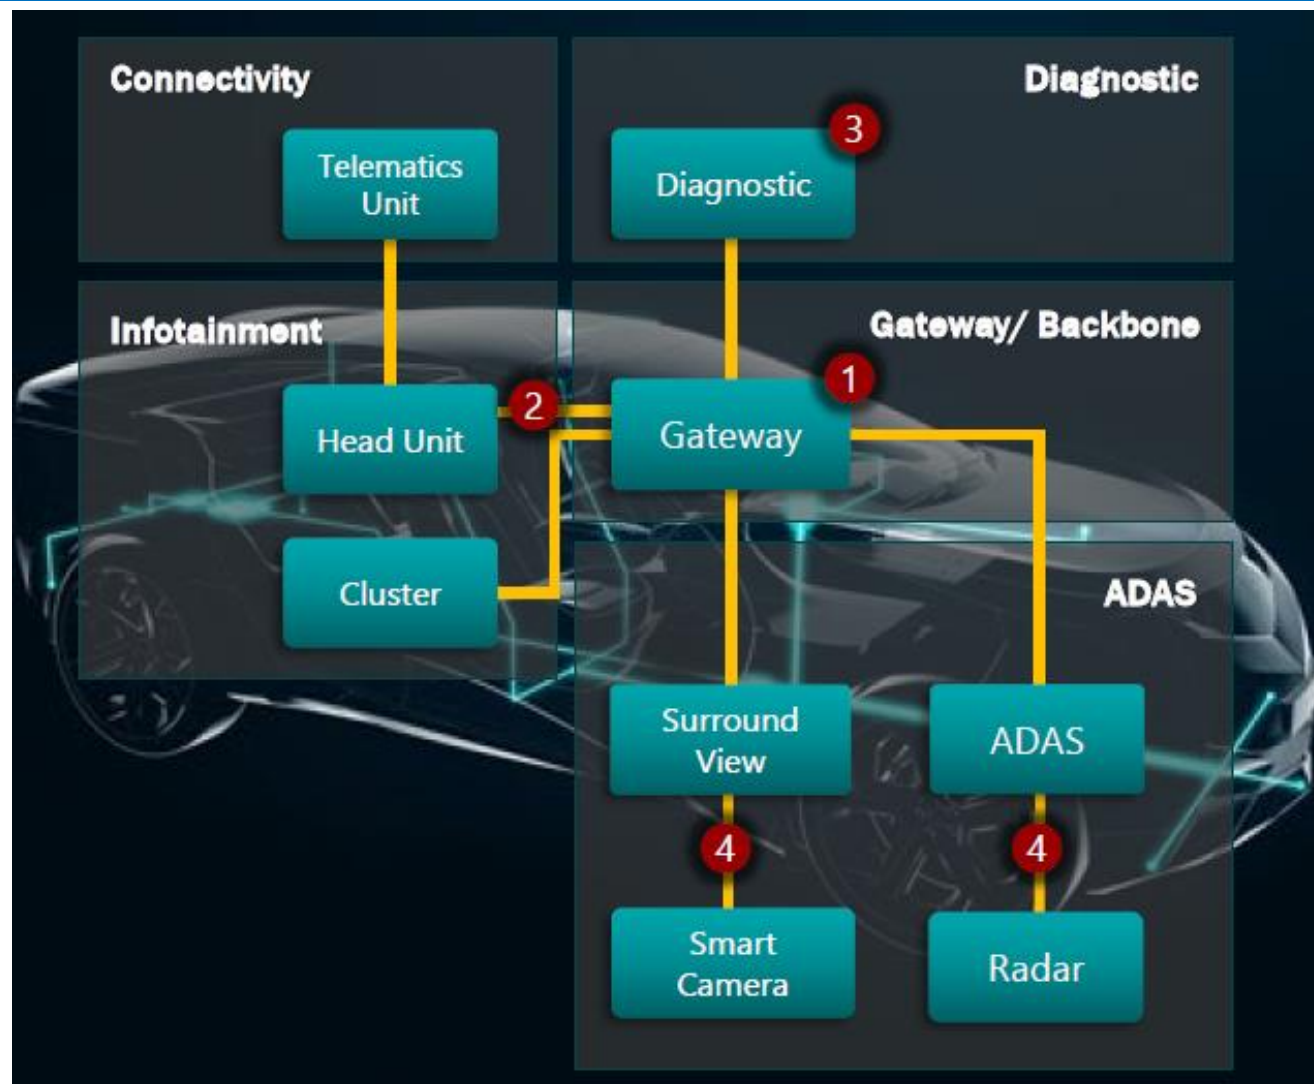 Connectivity
Diagnostic
Telematics
Unit
Diagnostic
3
Infotainment
Gateway/ Backbone
Head Unit
2
Gateway
1
Cluster
ADAS
Surround
View
ADAS
4
4
Smart
Camera
Radar